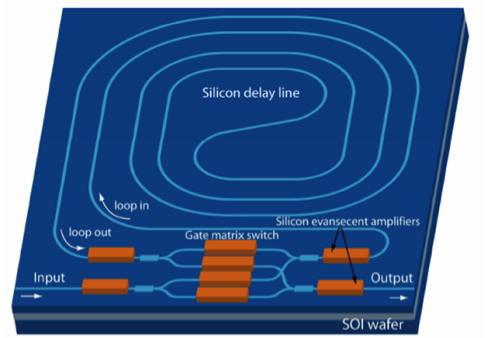 Silicon delay line
loop in
Silicon evansecent amplifiers
loop out
Gate matrix switch
Input
Output
SOI wafer